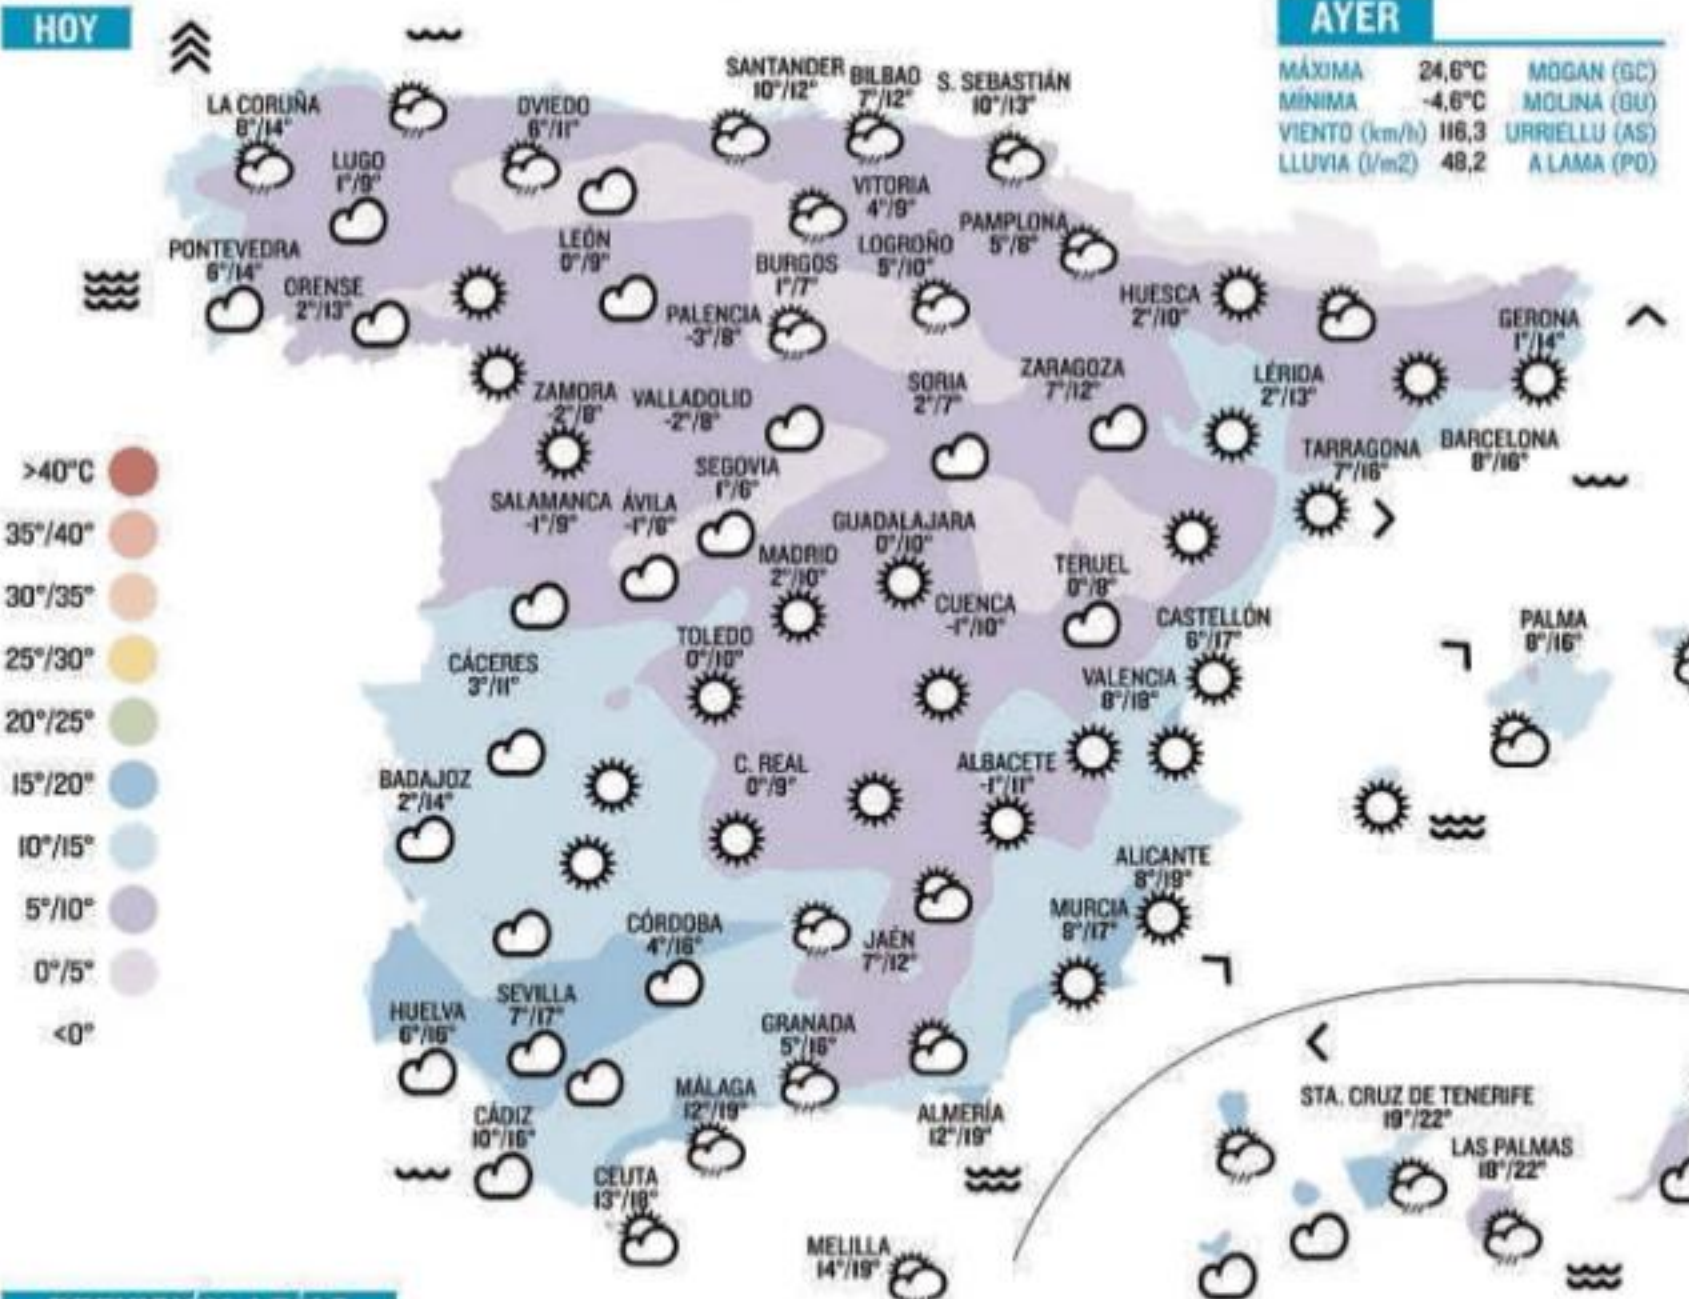 HOY
AYER
MÁXIMA 24,6°C MOGAN (GC)
MÍNIMA -4,6°C MOLINA (GU)
VIENTO (km/h) 116,3 URRIELLU (AS)
LLUVIA (l/m2) 48,2 A LAMA (PO)
SANTANDER
10°/12°
BILBAO
7°/12°
S. SEBASTIÁN
10°/13°
LA CORUÑA
8°/14°
OVIEDO
6°/11°
LUGO
1°/9°
VITORIA
4°/9°
PAMPLONA
5°/8°
PONTEVEDRA
6°/14°
LEÓN
0°/9°
LOGROÑO
5°/10°
BURGOS
1°/7°
ORENSE
2°/13°
PALENCIA
-3°/8°
HUESCA
2°/10°
GERONA
1°/14°
ZAMORA
-2°/8°
VALLADOLID
-2°/8°
SORIA
2°/7°
ZARAGOZA
7°/12°
LÉRIDA
2°/13°
TARRAGONA
7°/16°
BARCELONA
8°/16°
SEGOVIA
1°/6°
SALAMANCA
-1°/9°
ÁVILA
-1°/8°
GUADALAJARA
0°/10°
MADRID
2°/10°
TERUEL
0°/8°
CUENCA
-1°/10°
CASTELLÓN
6°/17°
PALMA
8°/16°
TOLEDO
0°/10°
CÁCERES
3°/11°
VALENCIA
8°/18°
C. REAL
0°/9°
ALBACETE
-1°/11°
BADAJOZ
2°/14°
ALICANTE
8°/19°
MURCIA
8°/17°
CÓRDOBA
4°/16°
JAÉN
7°/12°
HUELVA
6°/16°
SEVILLA
7°/17°
GRANADA
5°/16°
MÁLAGA
12°/19°
CÁDIZ
10°/16°
ALMERÍA
12°/19°
CEUTA
13°/18°
MELILLA
14°/19°
STA. CRUZ DE TENERIFE
19°/22°
LAS PALMAS
18°/22°
>40°C
35°/40°
30°/35°
25°/30°
20°/25°
15°/20°
10°/15°
5°/10°
0°/5°
<0°